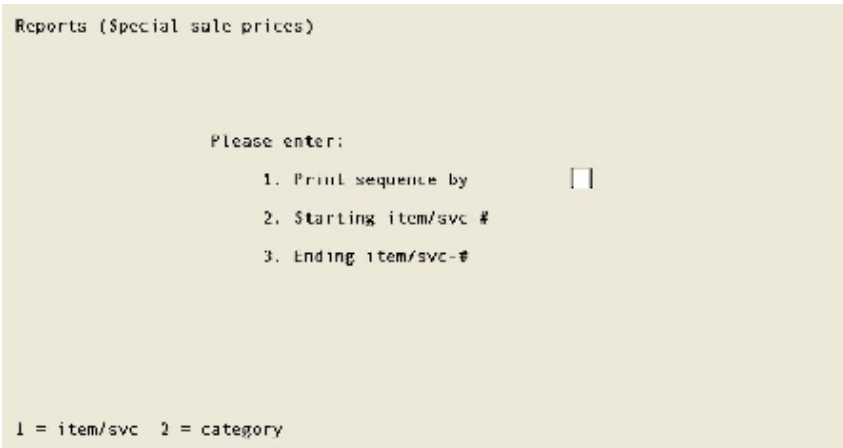 Reports (Special sale prices)
Please enter:
1. Print sequence by
2. Starting item/svc-#
3. Ending item/svc-#
1 = item/svc 2 = category